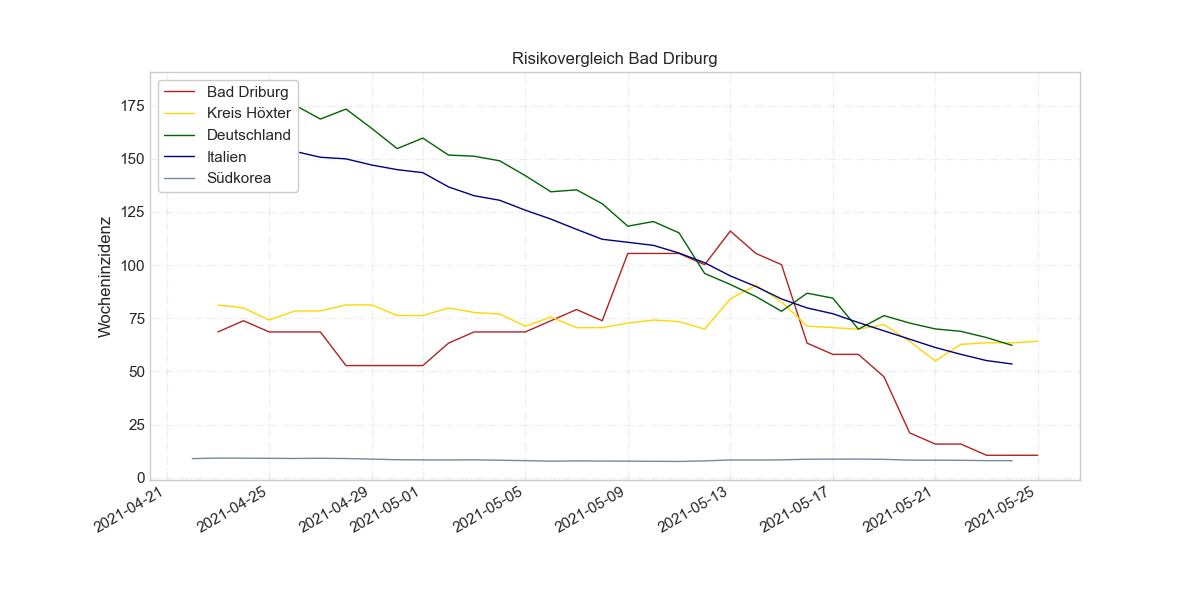 Risikovergleich Bad Driburg
Bad Driburg
Kreis Höxter
Deutschland
Italien
Südkorea
Wocheninzidenz
175
150
125
100
75
50
25
0
2021-04-21
2021-04-25
2021-04-29
2021-05-01
2021-05-05
2021-05-09
2021-05-13
2021-05-17
2021-05-21
2021-05-25